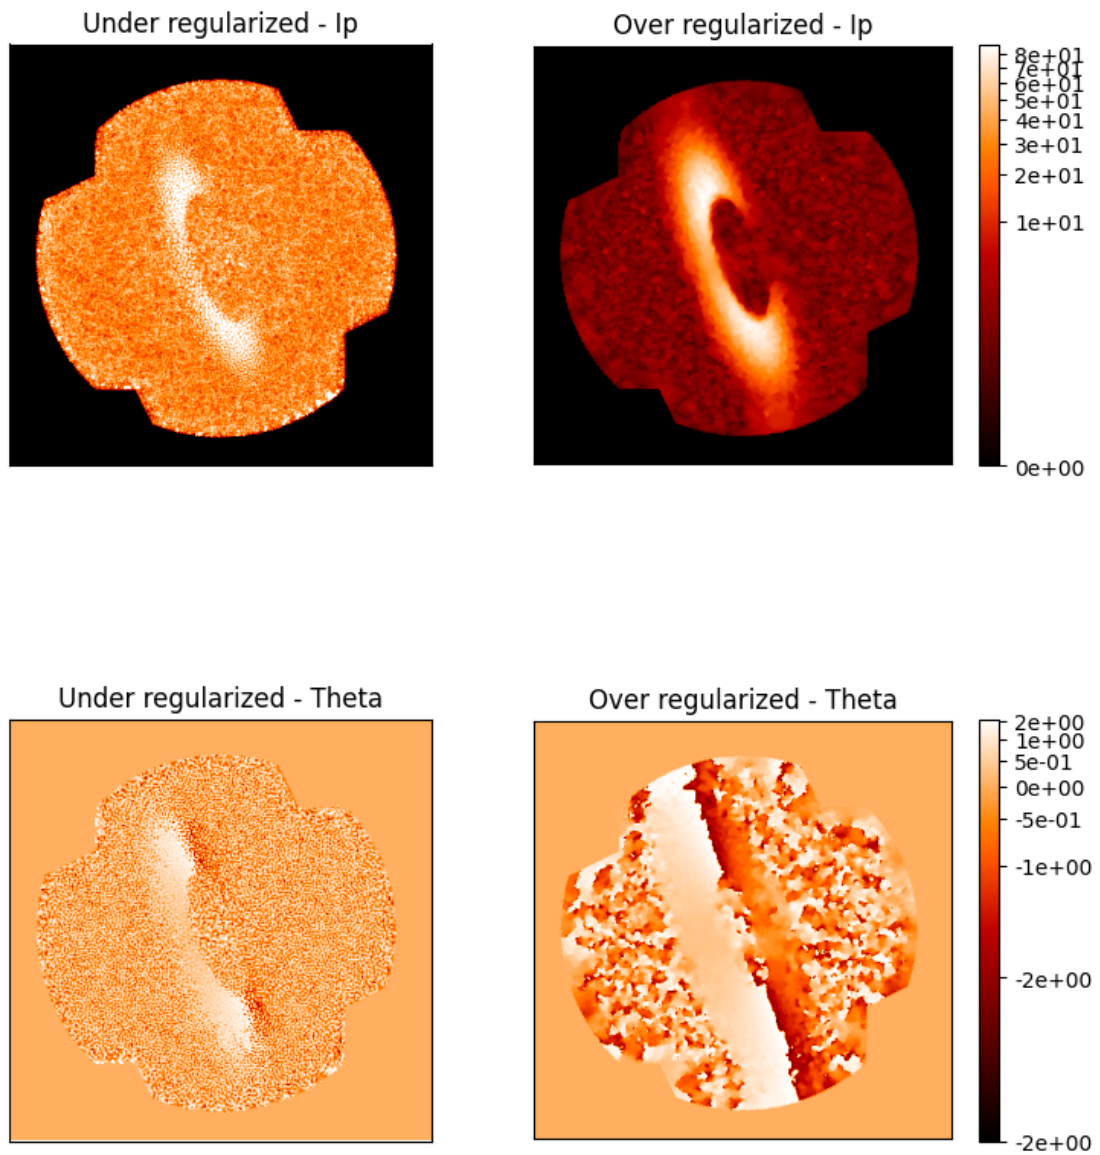 Under regularized - Ip
Over regularized - Ip
8e+01
7e+01
6e+01
5e+01
4e+01
3e+01
2e+01
1e+01
0e+00
Under regularized - Theta
Over regularized - Theta
2e+00
1e+00
5e-01
0e+00
-5e-01
-1e+00
-2e+00
-2e+00